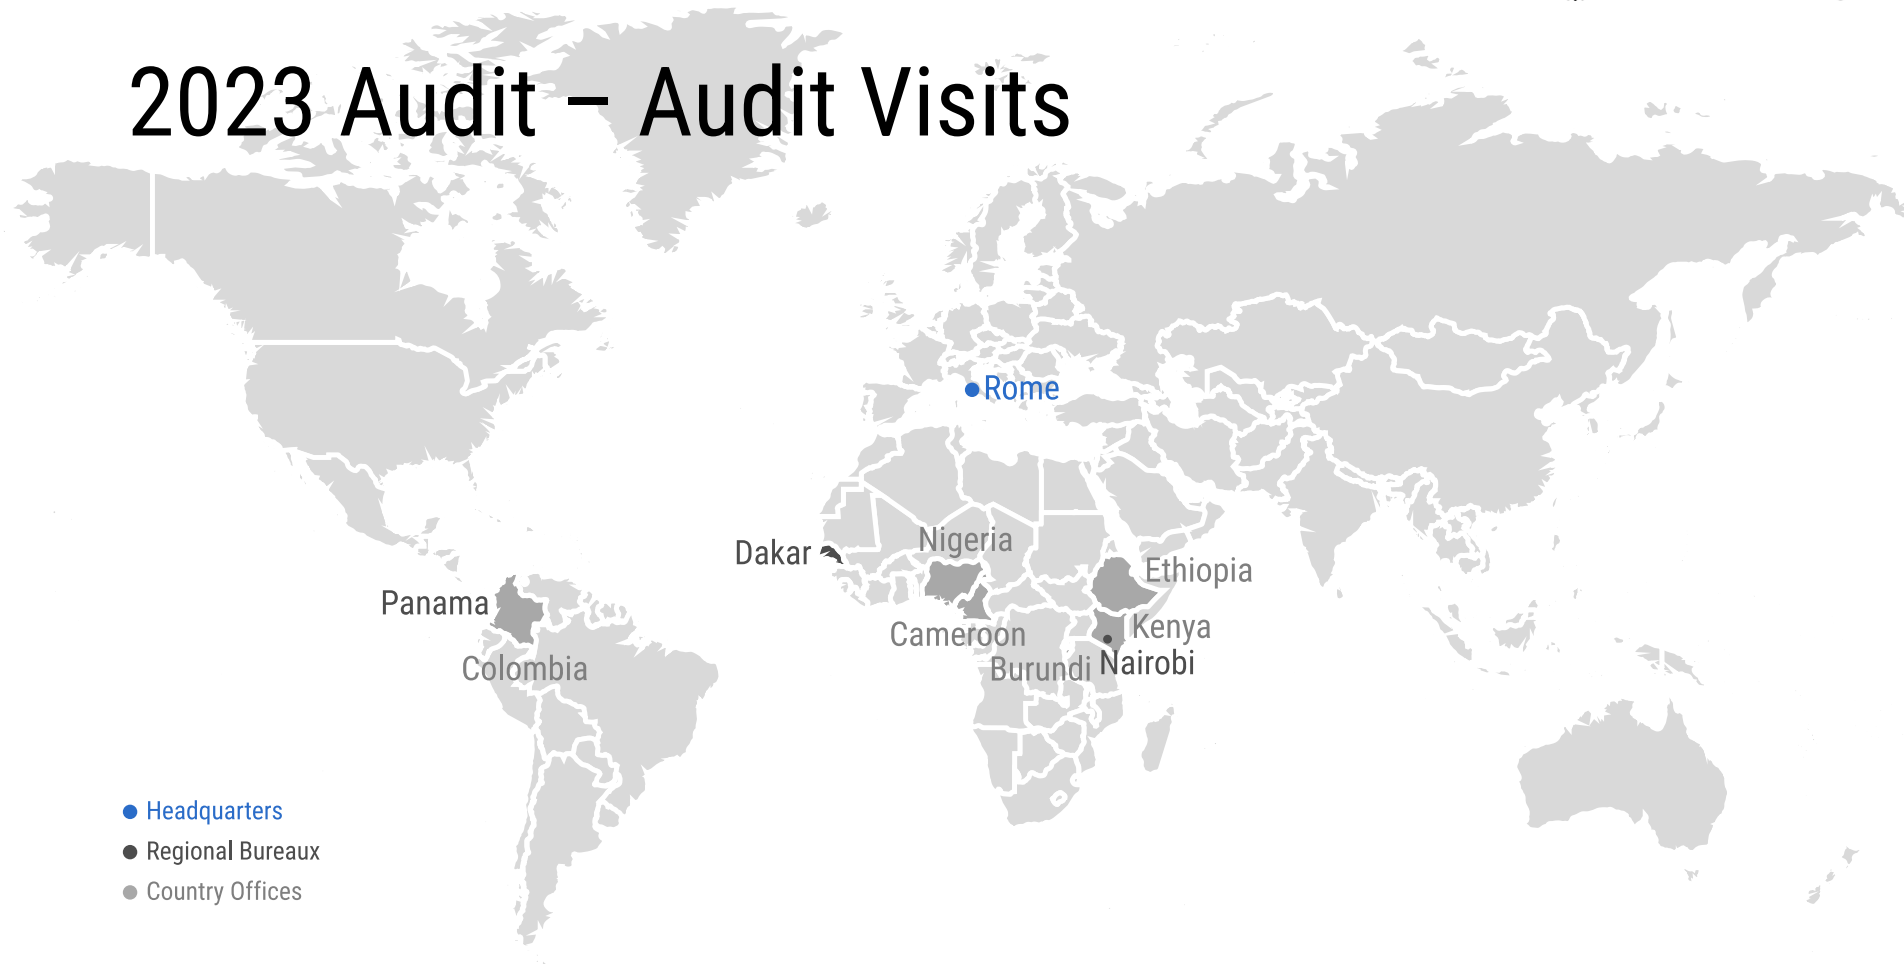 2023 Audit – Audit Visits
Rome
Dakar
Nigeria
Ethiopia
Panama
Kenya
Cameroon
Nairobi
Colombia
Burundi
Headquarters
Regional Bureaux
Country Offices